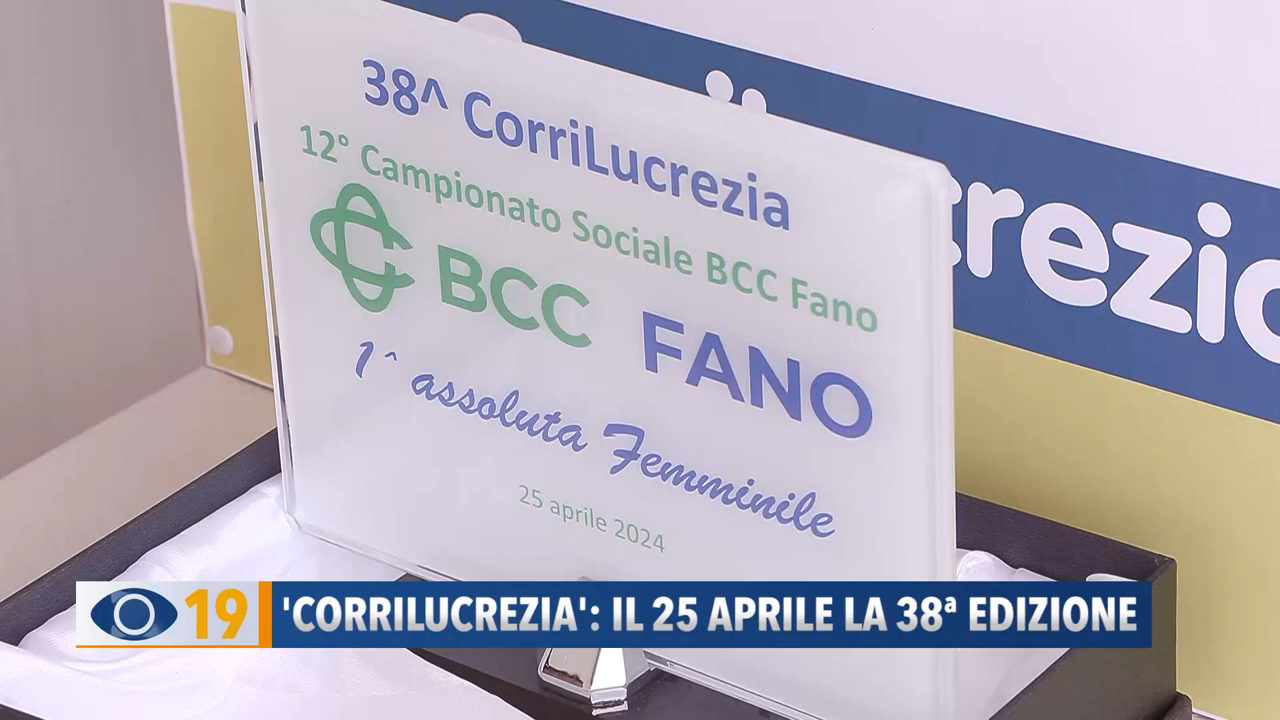 38^ CorriLucrezia
12° Campionato Sociale BCC Fano
BCC FANO
1^ assoluta Femminile
25 aprile 2024
19
'CORRILUCREZIA': IL 25 APRILE LA 38ª EDIZIONE